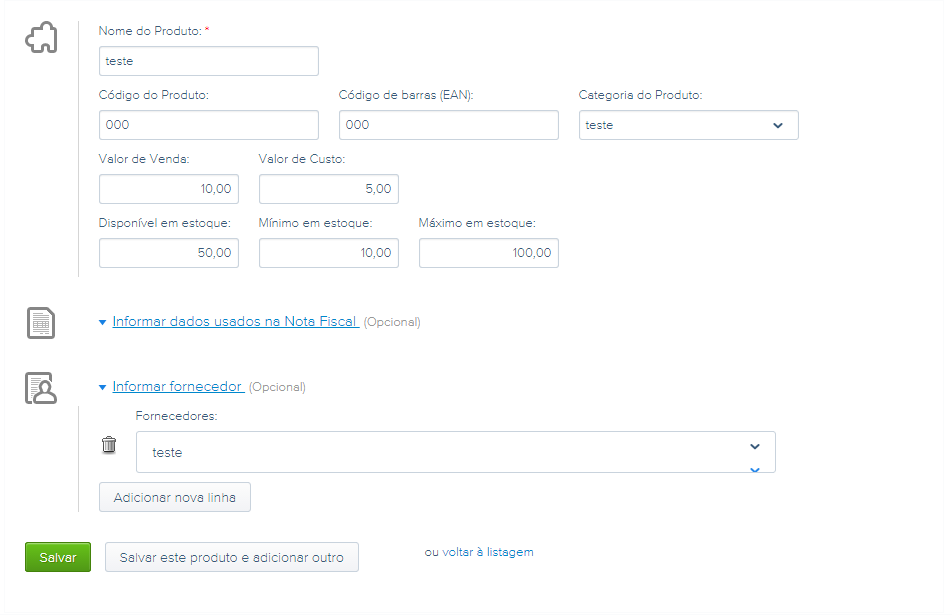 Nome do Produto: *
teste
Código do Produto: Código de barras (EAN): Categoria do Produto:
000 000 teste
Valor de Venda: Valor de Custo:
10,00 5,00
Disponível em estoque: Mínimo em estoque: Máximo em estoque:
50,00 10,00 100,00
Informar dados usados na Nota Fiscal (Opcional)
Informar fornecedor (Opcional)
Fornecedores:
teste
Adicionar nova linha
Salvar Salvar este produto e adicionar outro ou voltar à listagem